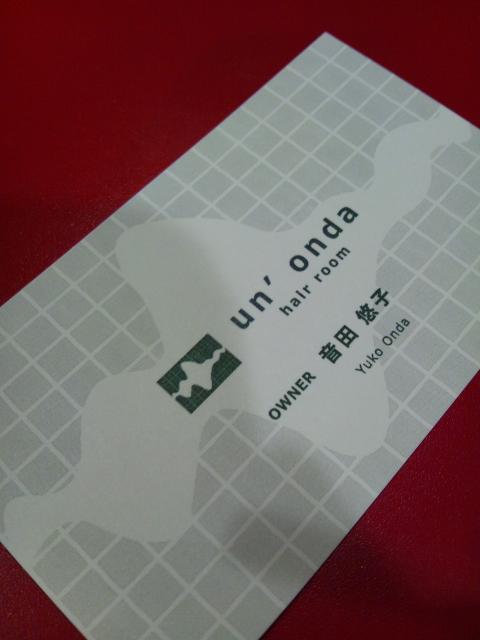 un' onda
hair room
OWNER 音田 悠子
Yuko Onda